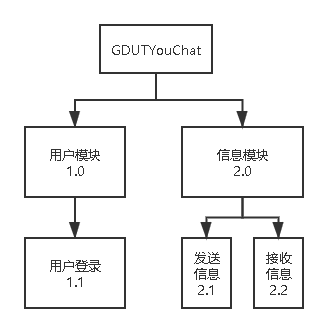 GDUTYouChat
用户模块
1.0
信息模块
2.0
用户登录
1.1
发送
信息
2.1
接收
信息
2.2